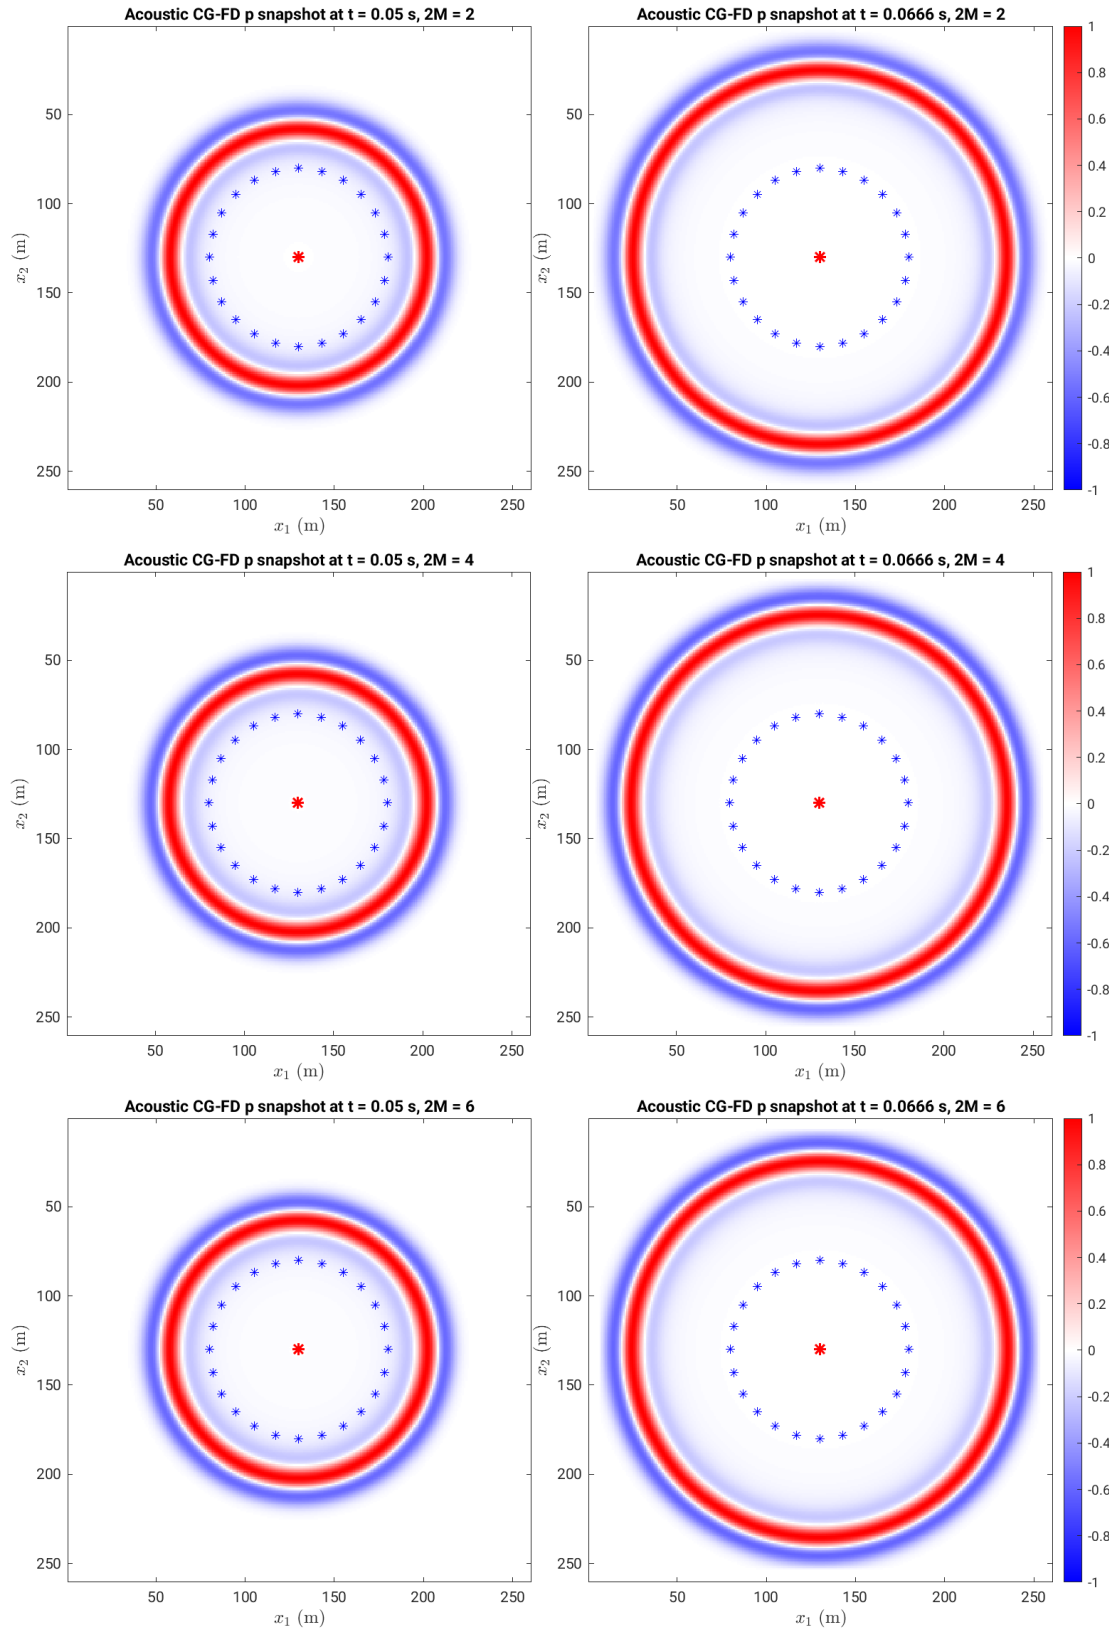 Acoustic CG-FD p snapshot at t = 0.05 s, 2M = 2
50
100
150
200
250
x₂ (m)
50 100 150 200 250
x₁ (m)
Acoustic CG-FD p snapshot at t = 0.0666 s, 2M = 2
50
100
150
200
250
x₂ (m)
50 100 150 200 250
x₁ (m)
1
0.8
0.6
0.4
0.2
0
-0.2
-0.4
-0.6
-0.8
-1
Acoustic CG-FD p snapshot at t = 0.05 s, 2M = 4
50
100
150
200
250
x₂ (m)
50 100 150 200 250
x₁ (m)
Acoustic CG-FD p snapshot at t = 0.0666 s, 2M = 4
50
100
150
200
250
x₂ (m)
50 100 150 200 250
x₁ (m)
1
0.8
0.6
0.4
0.2
0
-0.2
-0.4
-0.6
-0.8
-1
Acoustic CG-FD p snapshot at t = 0.05 s, 2M = 6
50
100
150
200
250
x₂ (m)
50 100 150 200 250
x₁ (m)
Acoustic CG-FD p snapshot at t = 0.0666 s, 2M = 6
50
100
150
200
250
x₂ (m)
50 100 150 200 250
x₁ (m)
1
0.8
0.6
0.4
0.2
0
-0.2
-0.4
-0.6
-0.8
-1